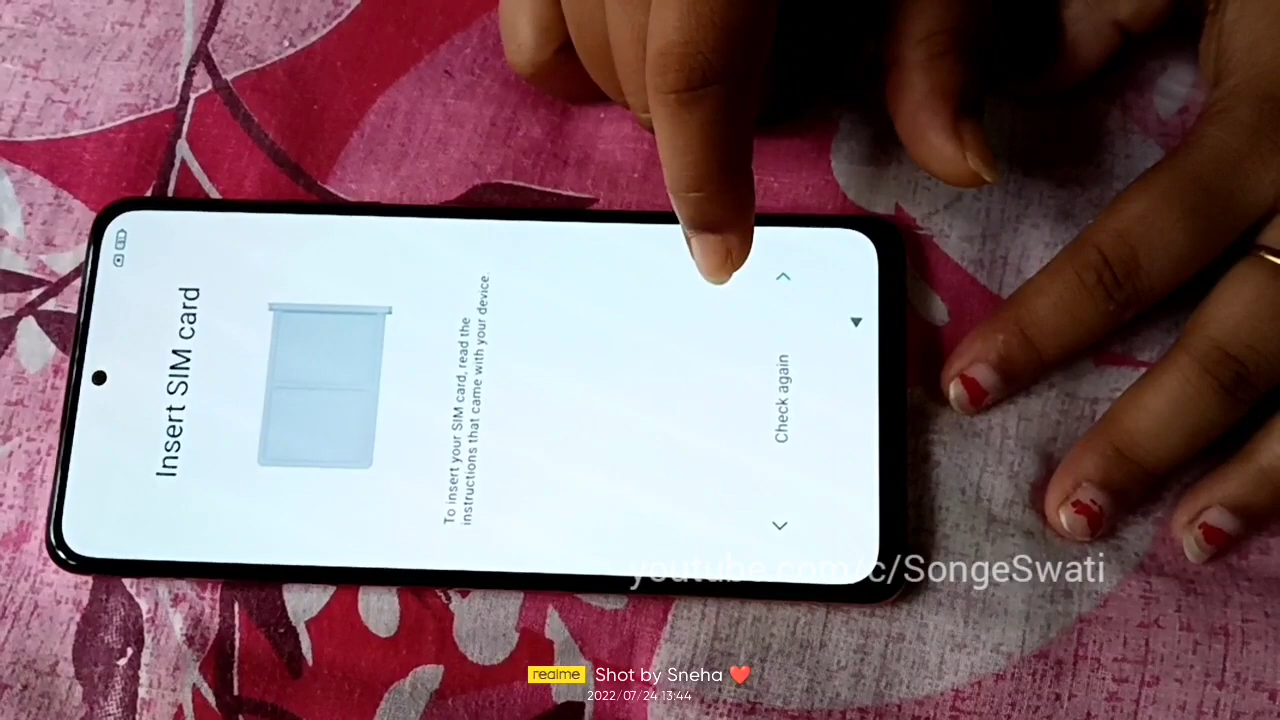 Insert SIM card
To insert your SIM card, read the
instructions that came with your device.
Check again
youtube.com/c/SongeSwati
realme Shot by Sneha ❤️
2022/07/24 13:44